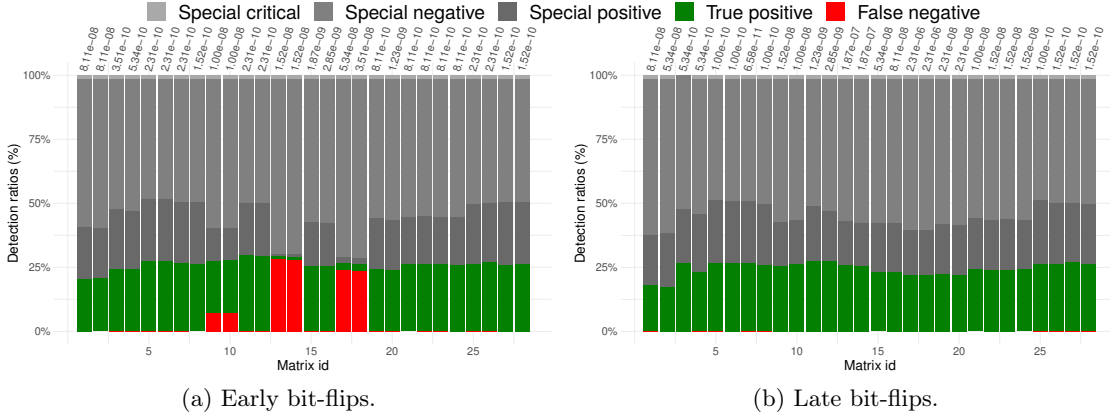 Special critical Special negative Special positive True positive False negative
8.11e−08 8.11e−08 3.51e−10 5.34e−10 2.31e−10 2.31e−10 2.31e−10 1.52e−10 1.00e−08 1.00e−08 2.31e−10 2.31e−10 1.52e−08 1.52e−08 1.87e−09 2.85e−09 5.34e−08 3.51e−08 8.11e−10 1.23e−09 8.11e−10 8.11e−10 8.11e−10 8.11e−10 2.31e−10 2.31e−10 1.52e−10 1.52e−10
100%
75%
50%
25%
0%
Detection ratios (%)
5 10 15 20 25
Matrix id
(a) Early bit-flips.
8.11e−08 5.34e−08 5.34e−10 5.34e−10 1.00e−10 1.00e−10 6.58e−11 1.00e−10 1.52e−08 1.00e−08 1.23e−09 2.85e−09 1.87e−07 1.87e−07 5.34e−08 8.11e−08 2.31e−06 2.31e−06 2.31e−06 2.31e−08 1.00e−08 1.52e−08 1.52e−08 1.52e−08 1.00e−10 1.52e−10 1.52e−10 1.52e−10
100%
75%
50%
25%
0%
Detection ratios (%)
5 10 15 20 25
Matrix id
(b) Late bit-flips.